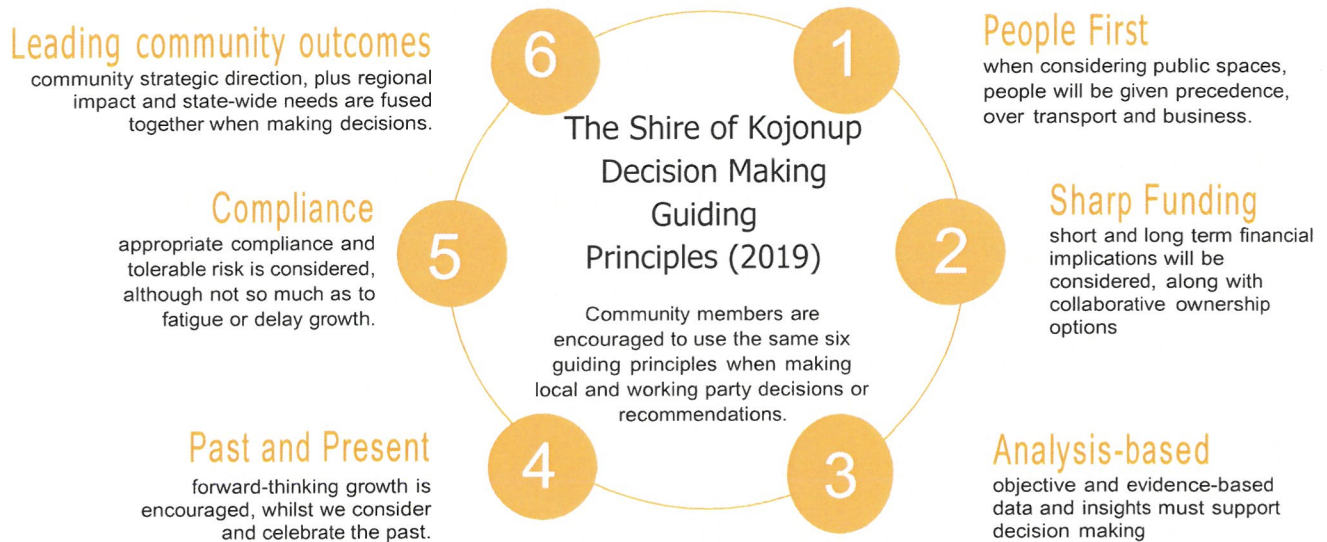 The Shire of Kojonup
Decision Making
Guiding
Principles (2019)
Community members are
encouraged to use the same six
guiding principles when making
local and working party decisions or
recommendations.
1
People First
when considering public spaces,
people will be given precedence,
over transport and business.
2
Sharp Funding
short and long term financial
implications will be
considered, along with
collaborative ownership
options
3
Analysis-based
objective and evidence-based
data and insights must support
decision making
4
Past and Present
forward-thinking growth is
encouraged, whilst we consider
and celebrate the past.
5
Compliance
appropriate compliance and
tolerable risk is considered,
although not so much as to
fatigue or delay growth.
6
Leading community outcomes
community strategic direction, plus regional
impact and state-wide needs are fused
together when making decisions.